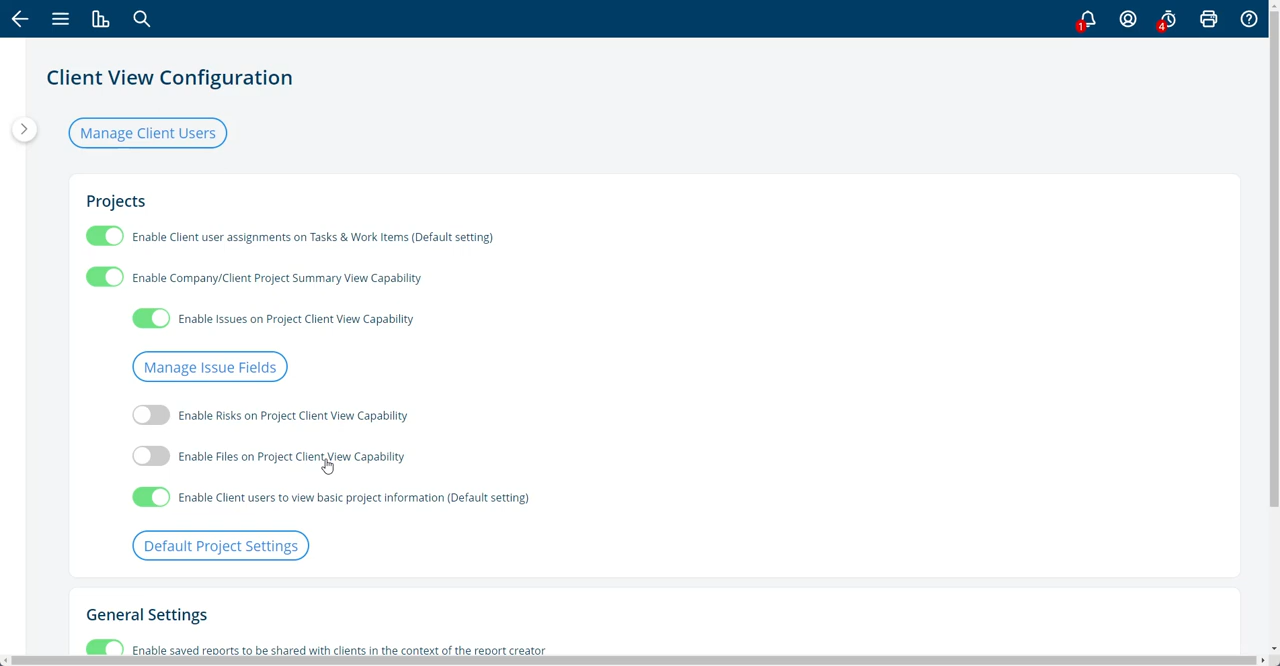 1
4
Client View Configuration
Manage Client Users
Projects
Enable Client user assignments on Tasks & Work Items (Default setting)
Enable Company/Client Project Summary View Capability
Enable Issues on Project Client View Capability
Manage Issue Fields
Enable Risks on Project Client View Capability
Enable Files on Project Client View Capability
Enable Client users to view basic project information (Default setting)
Default Project Settings
General Settings
Enable saved reports to be shared with clients in the context of the report creator